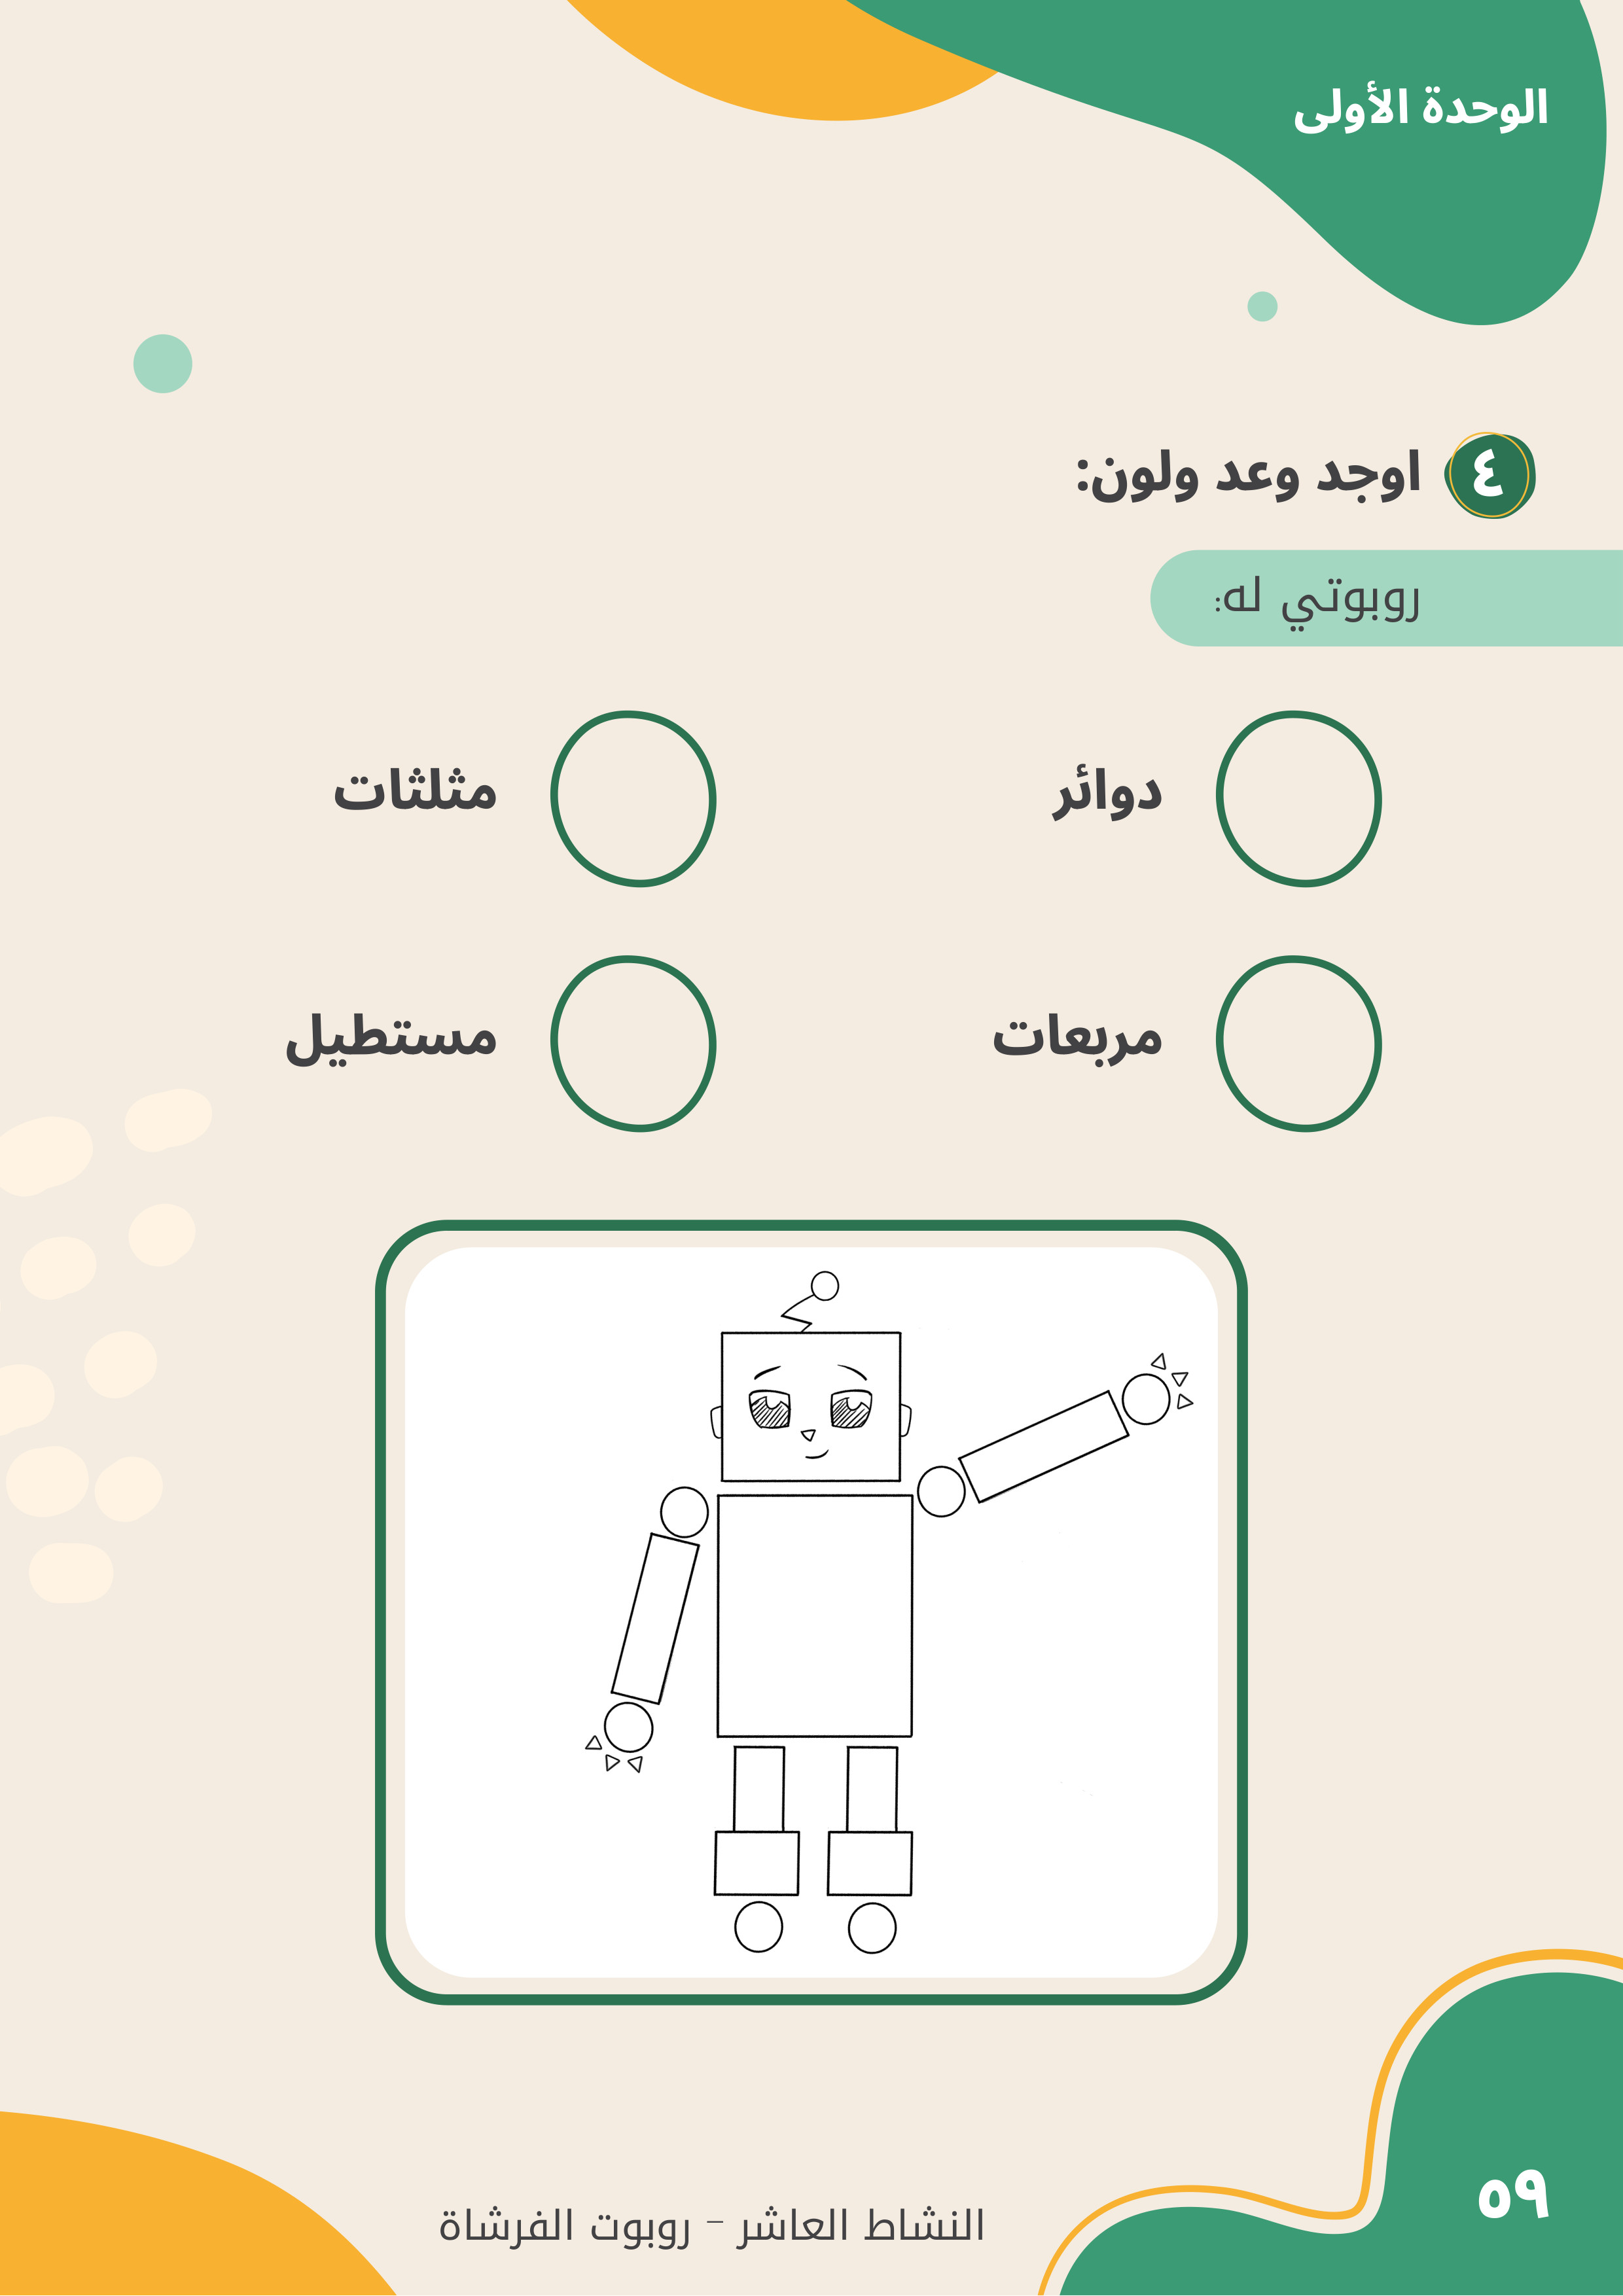 الوحدة الأولى
٤ اوجد وعد ولون:
روبوتي له:
دوائر
مثلثات
مربعات
مستطيل
النشاط العاشر – روبوت الفرشاة
٥٩